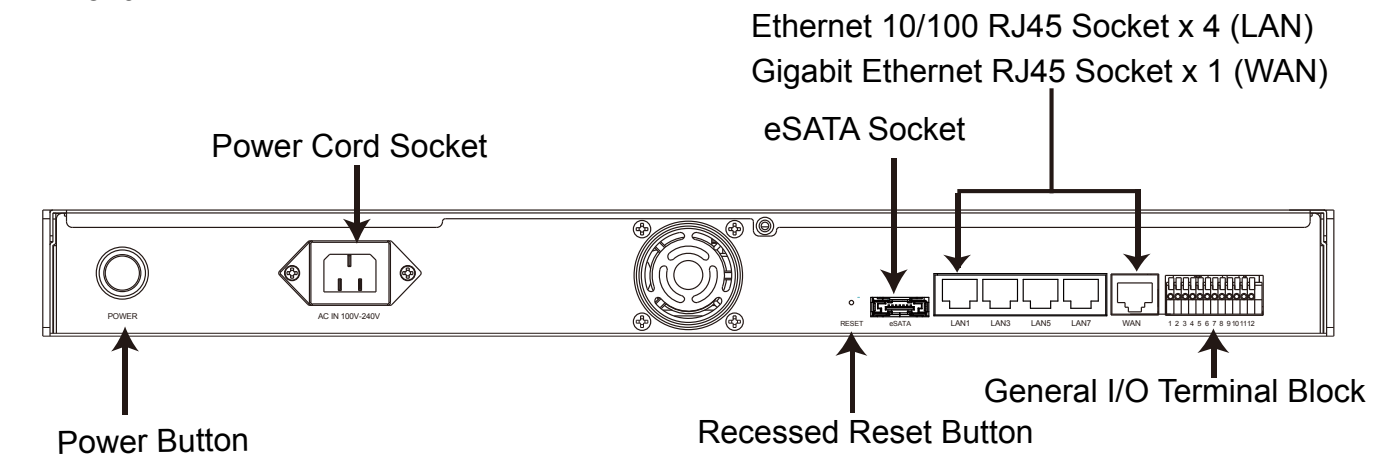 Ethernet 10/100 RJ45 Socket x 4 (LAN)
Gigabit Ethernet RJ45 Socket x 1 (WAN)
eSATA Socket
Power Cord Socket
POWER
AC IN 100V-240V
RESET
eSATA
LAN1
LAN3
LAN5
LAN7
WAN
1 2 3 4 5 6 7 8 9 10 11 12
General I/O Terminal Block
Recessed Reset Button
Power Button